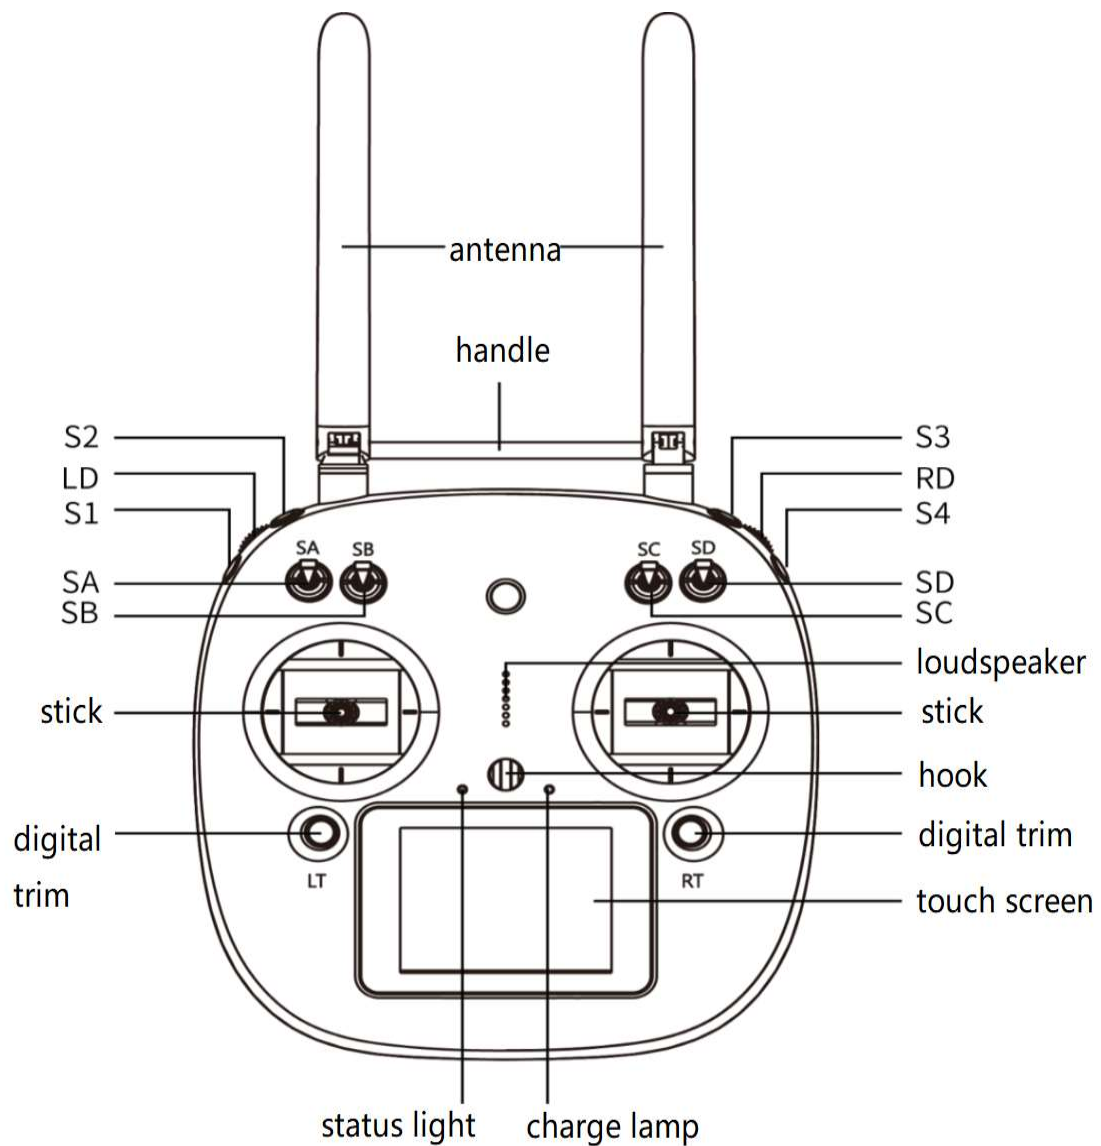 antenna
handle
S2
S3
LD
RD
S1
S4
SA
SB
SC
SD
SA
SD
SB
SC
loudspeaker
stick
stick
hook
digital
trim
digital trim
LT
RT
touch screen
status light
charge lamp